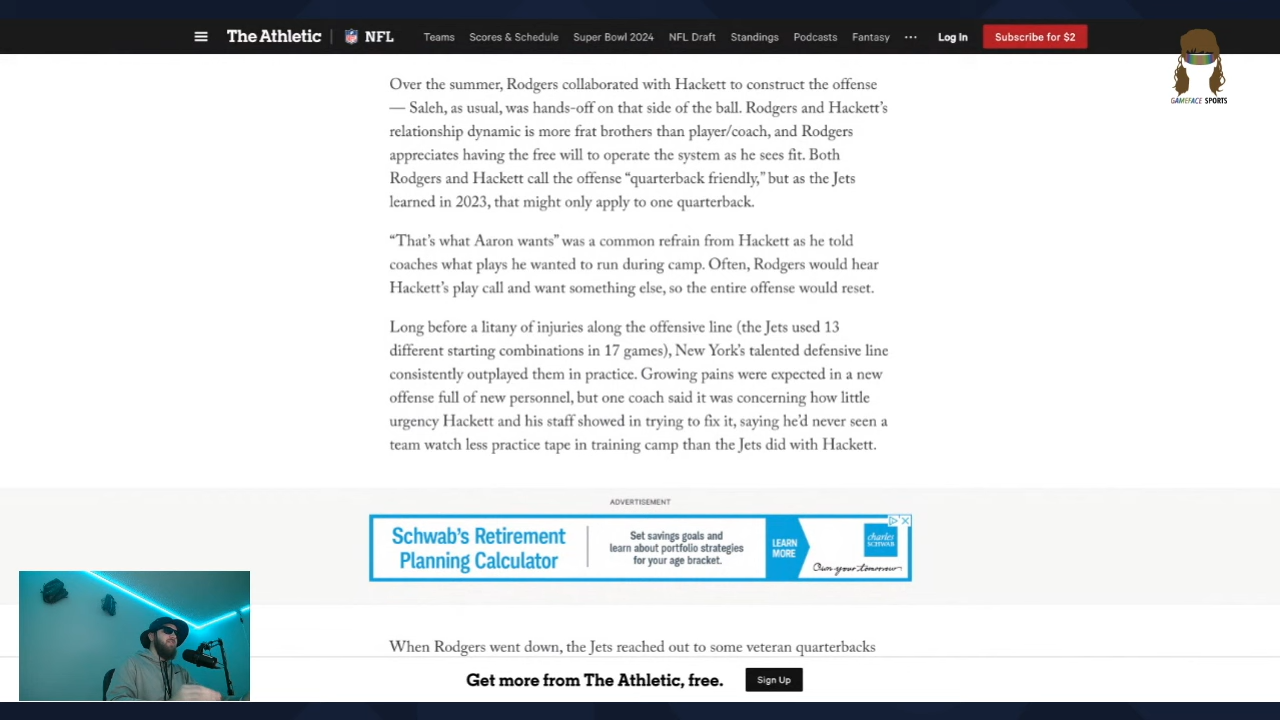 The Athletic
NFL
Teams
Scores & Schedule
Super Bowl 2024
NFL Draft
Standings
Podcasts
Fantasy
Log In
Subscribe for $2
GAMEFACE SPORTS
Over the summer, Rodgers collaborated with Hackett to construct the offense
— Saleh, as usual, was hands-off on that side of the ball. Rodgers and Hackett’s
relationship dynamic is more frat brothers than player/coach, and Rodgers
appreciates having the free will to operate the system as he sees fit. Both
Rodgers and Hackett call the offense “quarterback friendly,” but as the Jets
learned in 2023, that might only apply to one quarterback.
“That’s what Aaron wants” was a common refrain from Hackett as he told
coaches what plays he wanted to run during camp. Often, Rodgers would hear
Hackett’s play call and want something else, so the entire offense would reset.
Long before a litany of injuries along the offensive line (the Jets used 13
different starting combinations in 17 games), New York’s talented defensive line
consistently outplayed them in practice. Growing pains were expected in a new
offense full of new personnel, but one coach said it was concerning how little
urgency Hackett and his staff showed in trying to fix it, saying he’d never seen a
team watch less practice tape in training camp than the Jets did with Hackett.
ADVERTISEMENT
Schwab’s Retirement
Planning Calculator
Set savings goals and
learn about portfolio strategies
for your age bracket.
LEARN
MORE
charles
SCHWAB
Own your tomorrow
When Rodgers went down, the Jets reached out to some veteran quarterbacks
Get more from The Athletic, free.
Sign Up